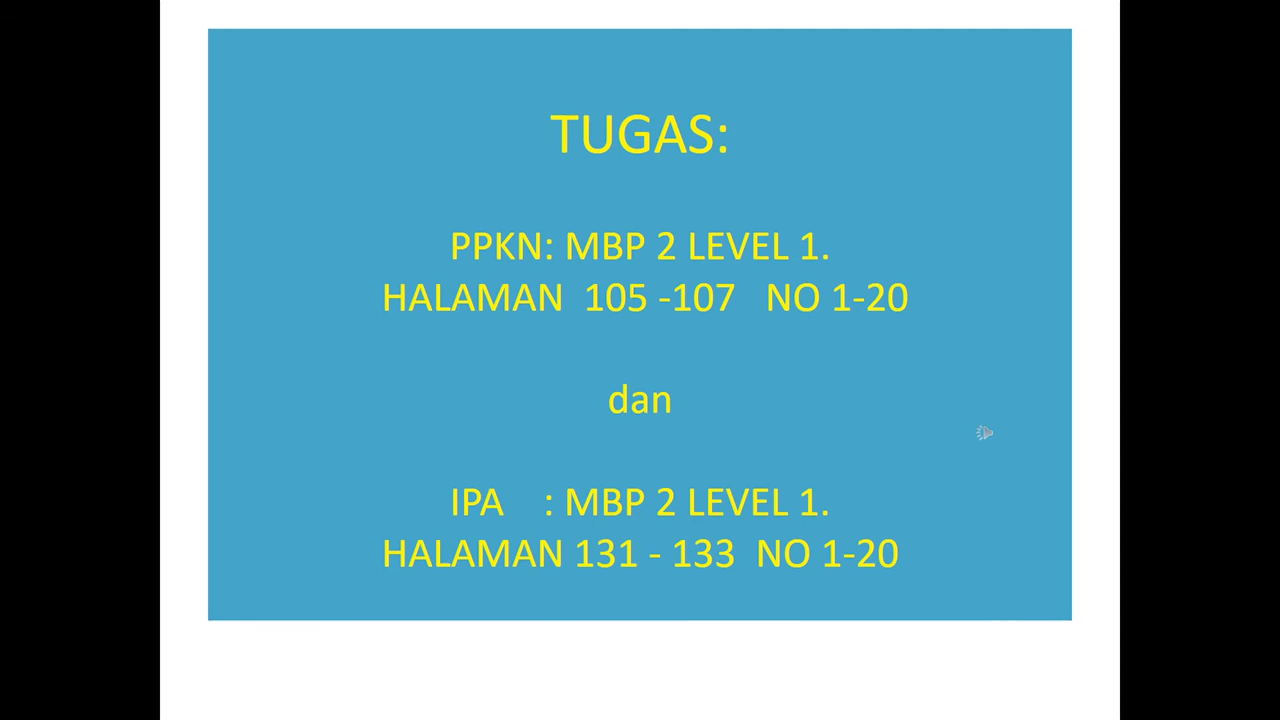 TUGAS:
PPKN: MBP 2 LEVEL 1.
HALAMAN 105 -107 NO 1-20
dan
IPA : MBP 2 LEVEL 1.
HALAMAN 131 - 133 NO 1-20